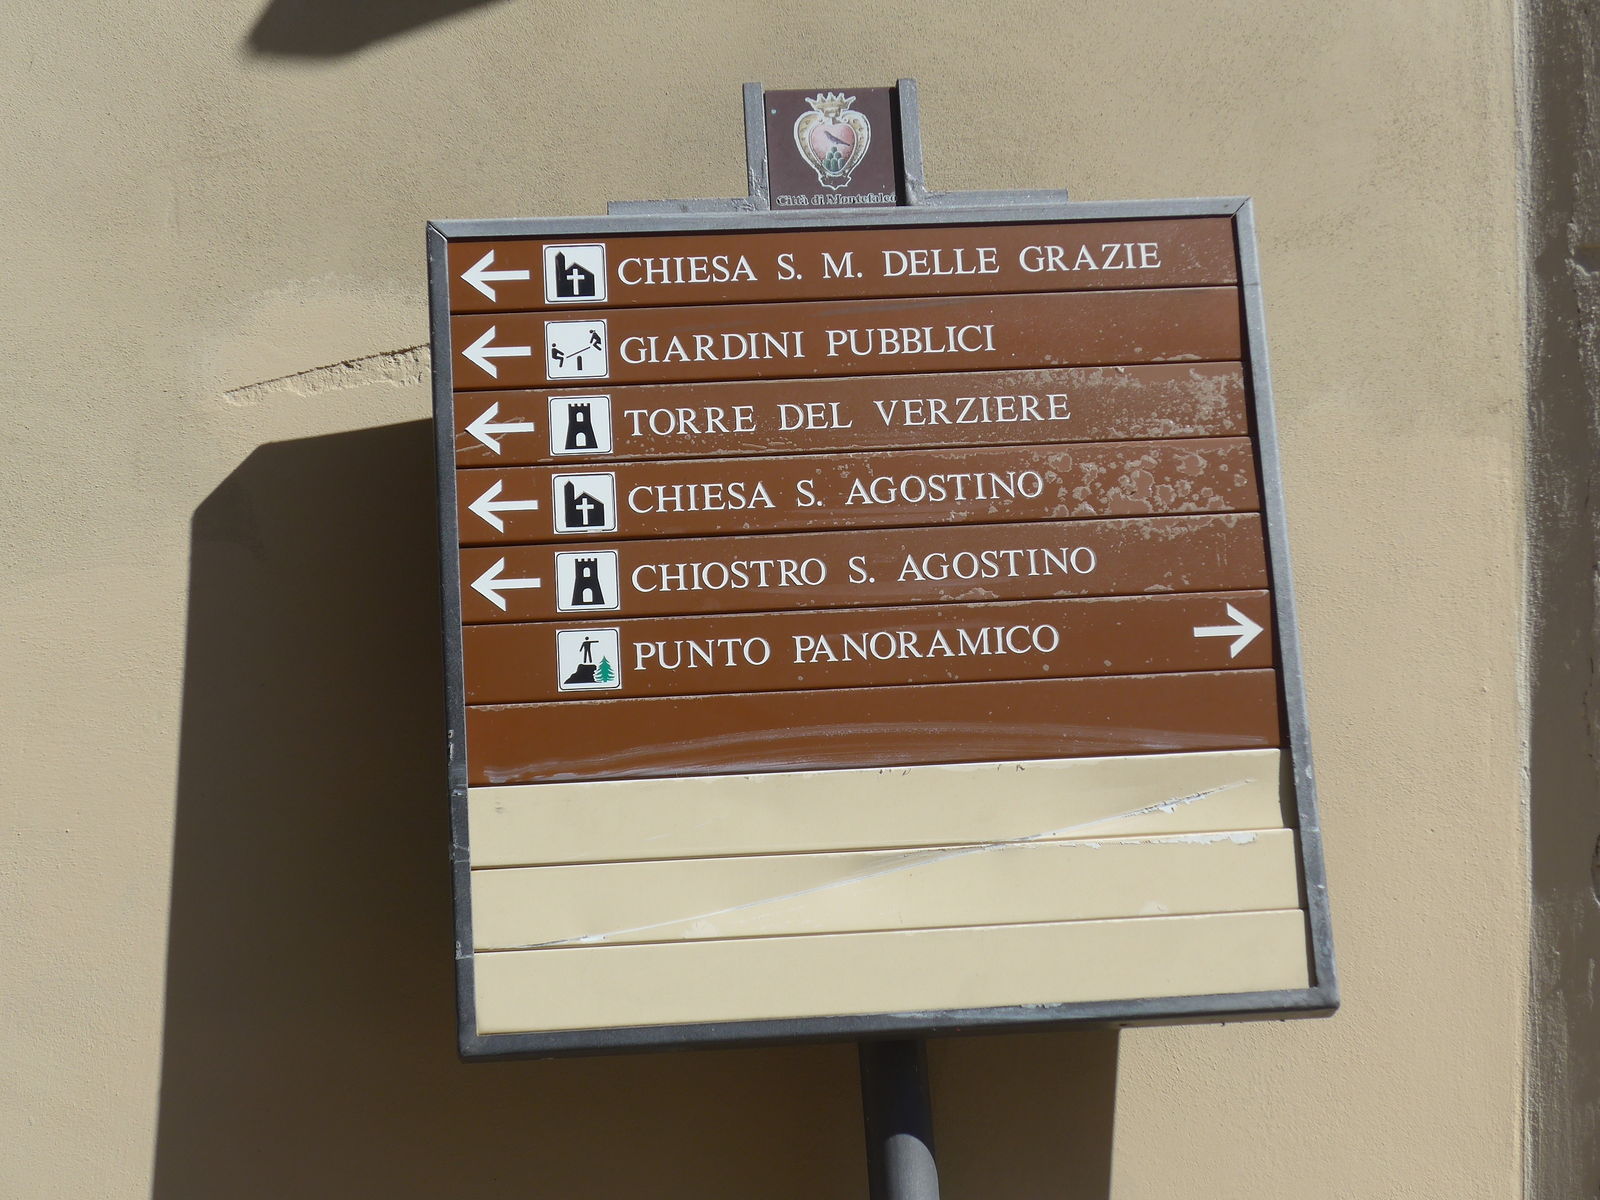 Città di Montefalco
CHIESA S. M. DELLE GRAZIE
GIARDINI PUBBLICI
TORRE DEL VERZIERE
CHIESA S. AGOSTINO
CHIOSTRO S. AGOSTINO
PUNTO PANORAMICO